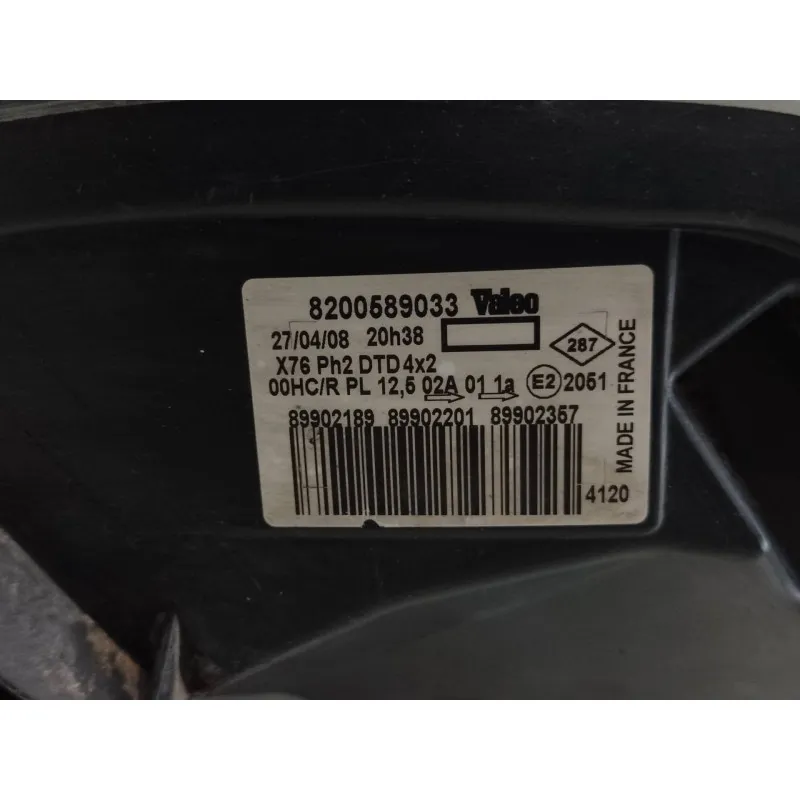 8200589033 Valeo
27/04/08 20h38
287
X76 Ph2 DTD 4x2
00HC/R PL 12,5 02A 01 1a E2 2051
89902189 89902201 89902357
4120
MADE IN FRANCE